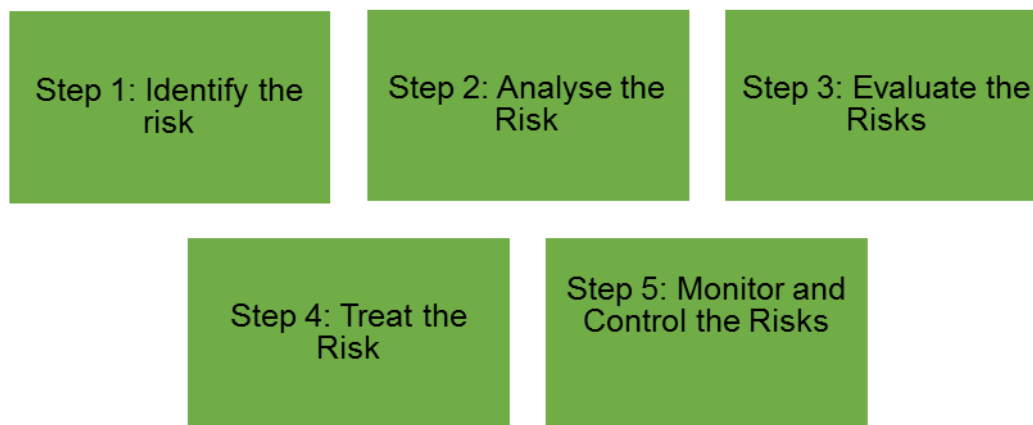 Step 1: Identify the
risk
Step 2: Analyse the
Risk
Step 3: Evaluate the
Risks
Step 4: Treat the
Risk
Step 5: Monitor and
Control the Risks